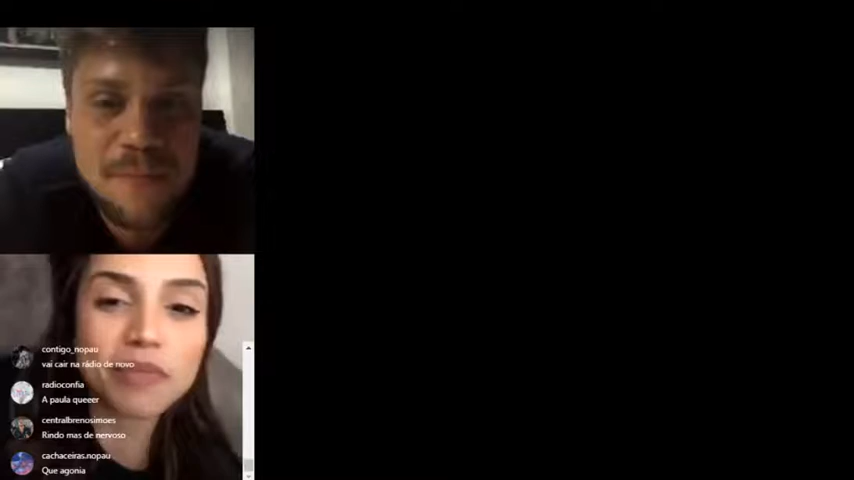 contigo_nopau
vai cair na rádio de novo
radioconfia
A paula queeer
centralbrenosimoes
Rindo mas de nervoso
cachaceiras.nopau
Que agonia